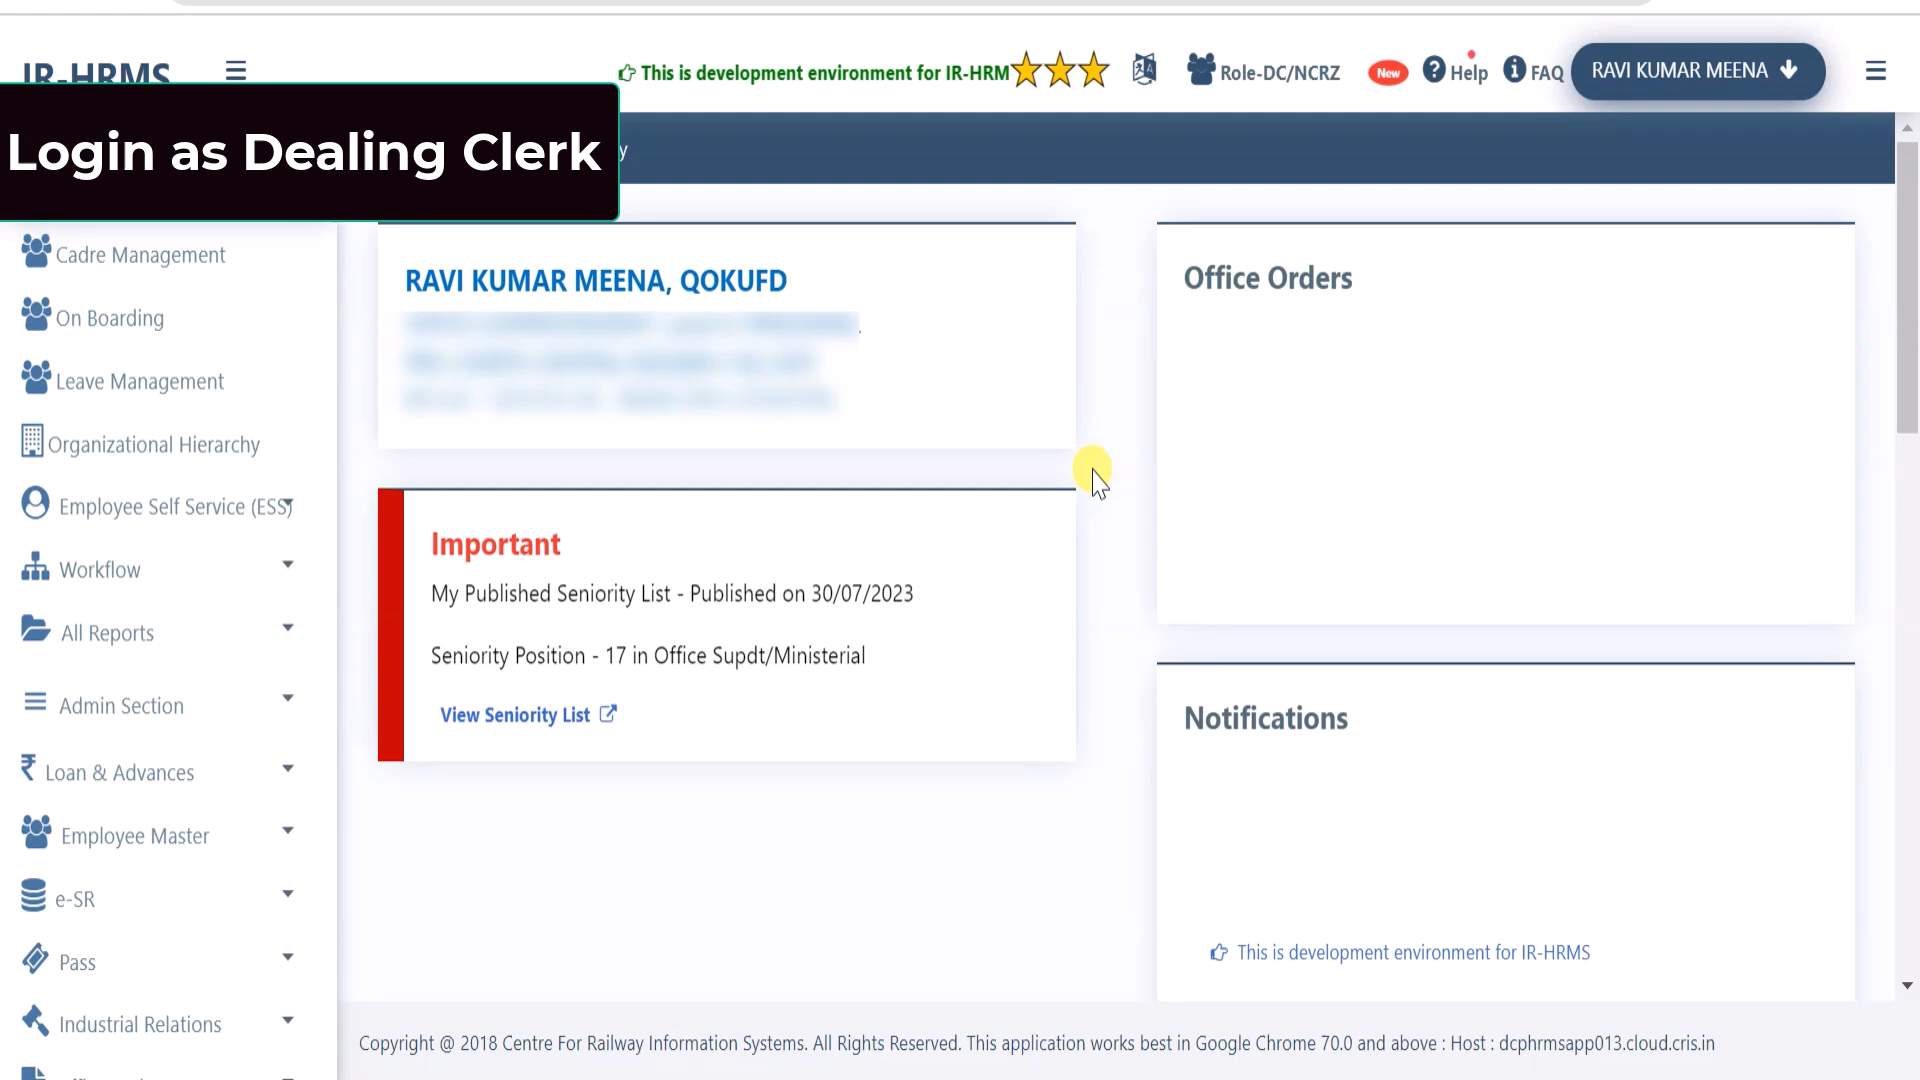 IR-HRMS
This is development environment for IR-HRM
Role-DC/NCRZ
New
Help
FAQ
RAVI KUMAR MEENA
Login as Dealing Clerk
y
Cadre Management
On Boarding
Leave Management
Organizational Hierarchy
Employee Self Service (ESS)
Workflow
All Reports
Admin Section
Loan & Advances
Employee Master
e-SR
Pass
Industrial Relations
RAVI KUMAR MEENA, QOKUFD
Important
My Published Seniority List - Published on 30/07/2023
Seniority Position - 17 in Office Supdt/Ministerial
View Seniority List
Office Orders
Notifications
This is development environment for IR-HRMS
Copyright @ 2018 Centre For Railway Information Systems. All Rights Reserved. This application works best in Google Chrome 70.0 and above : Host : dcphrmsapp013.cloud.cris.in